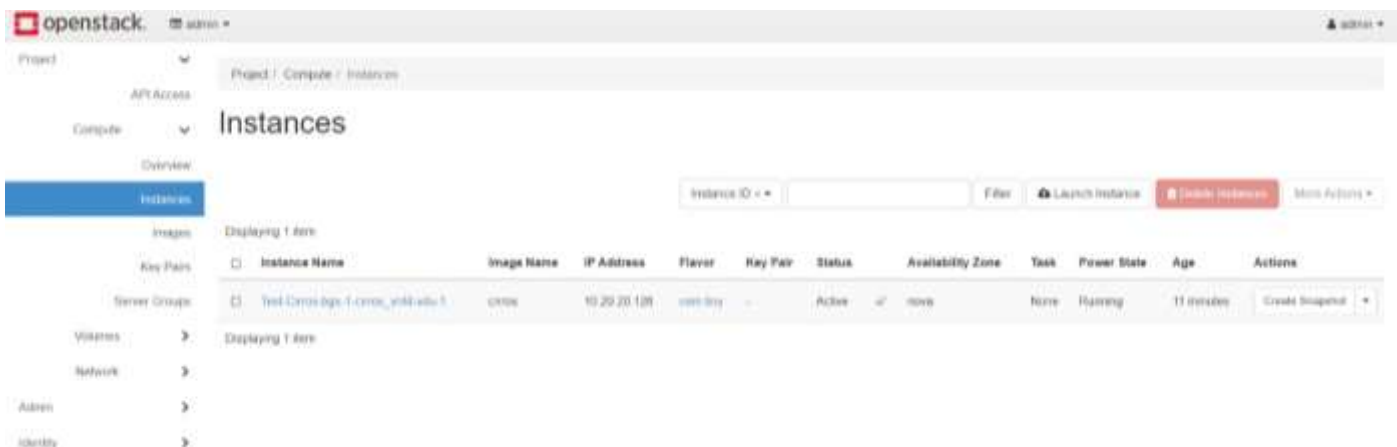 openstack. admin
admin
Project
Project / Compute / Instances
API Access
Compute
Instances
Overview
Instances
Instance ID = Filter Launch Instance Delete Instances More Actions
Images
Displaying 1 item
Key Pairs
Instance Name Image Name IP Address Flavor Key Pair Status Availability Zone Task Power State Age Actions
Server Groups
cirros 10.20.20.128 - Active nova None Running 11 minutes Create Snapshot
Volumes
Displaying 1 item
Network
Admin
Identity